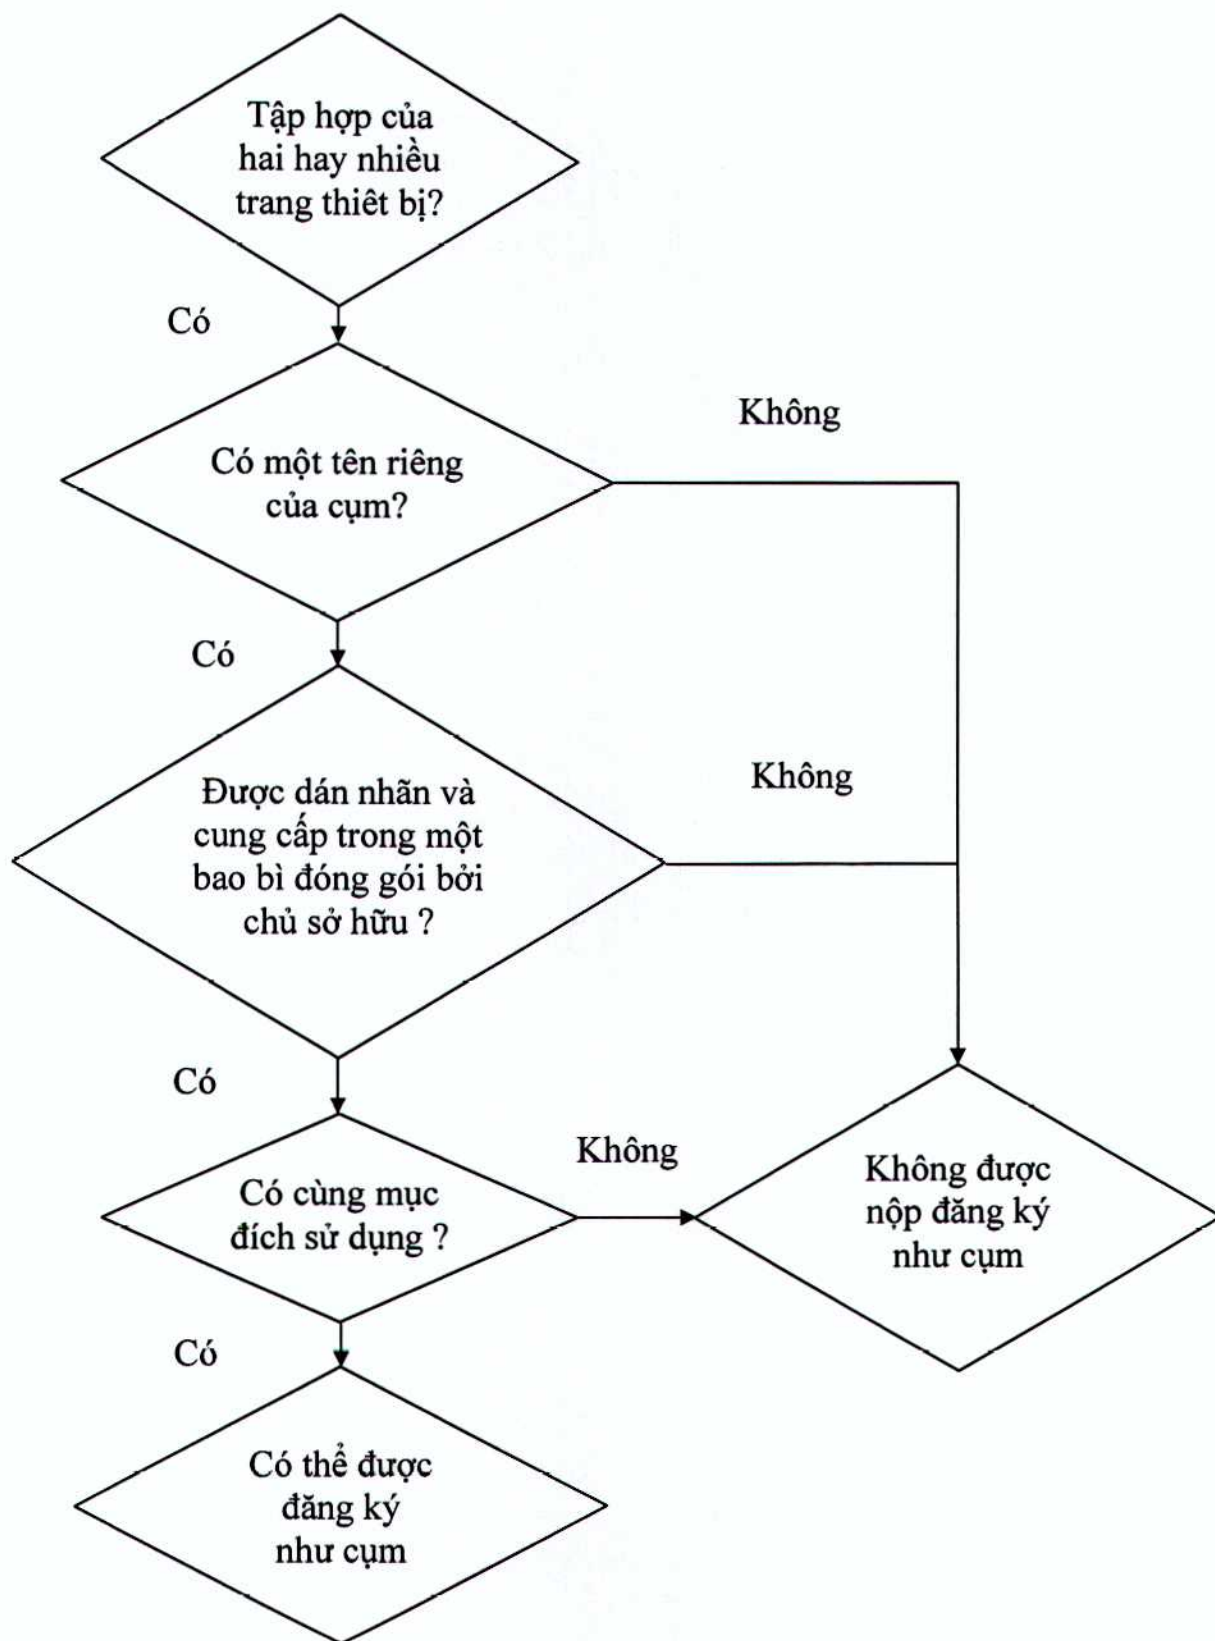 Tập hợp của
hai hay nhiều
trang thiêt bị?
Có
Không
Có một tên riêng
của cụm?
Có
Không
Được dán nhãn và
cung cấp trong một
bao bì đóng gói bởi
chủ sở hữu ?
Có
Không
Có cùng mục
đích sử dụng ?
Không được
nộp đăng ký
như cụm
Có
Có thể được
đăng ký
như cụm